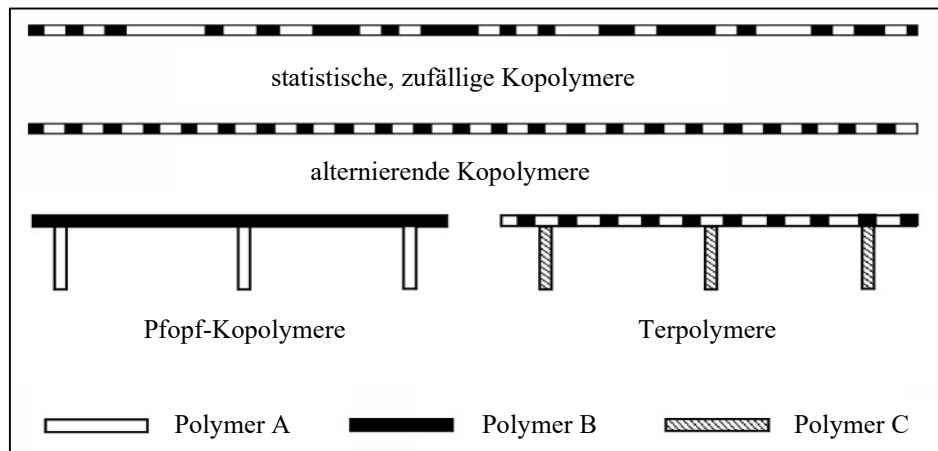 statistische, zufällige Kopolymere
alternierende Kopolymere
Pfopf-Kopolymere
Terpolymere
Polymer A
Polymer B
Polymer C